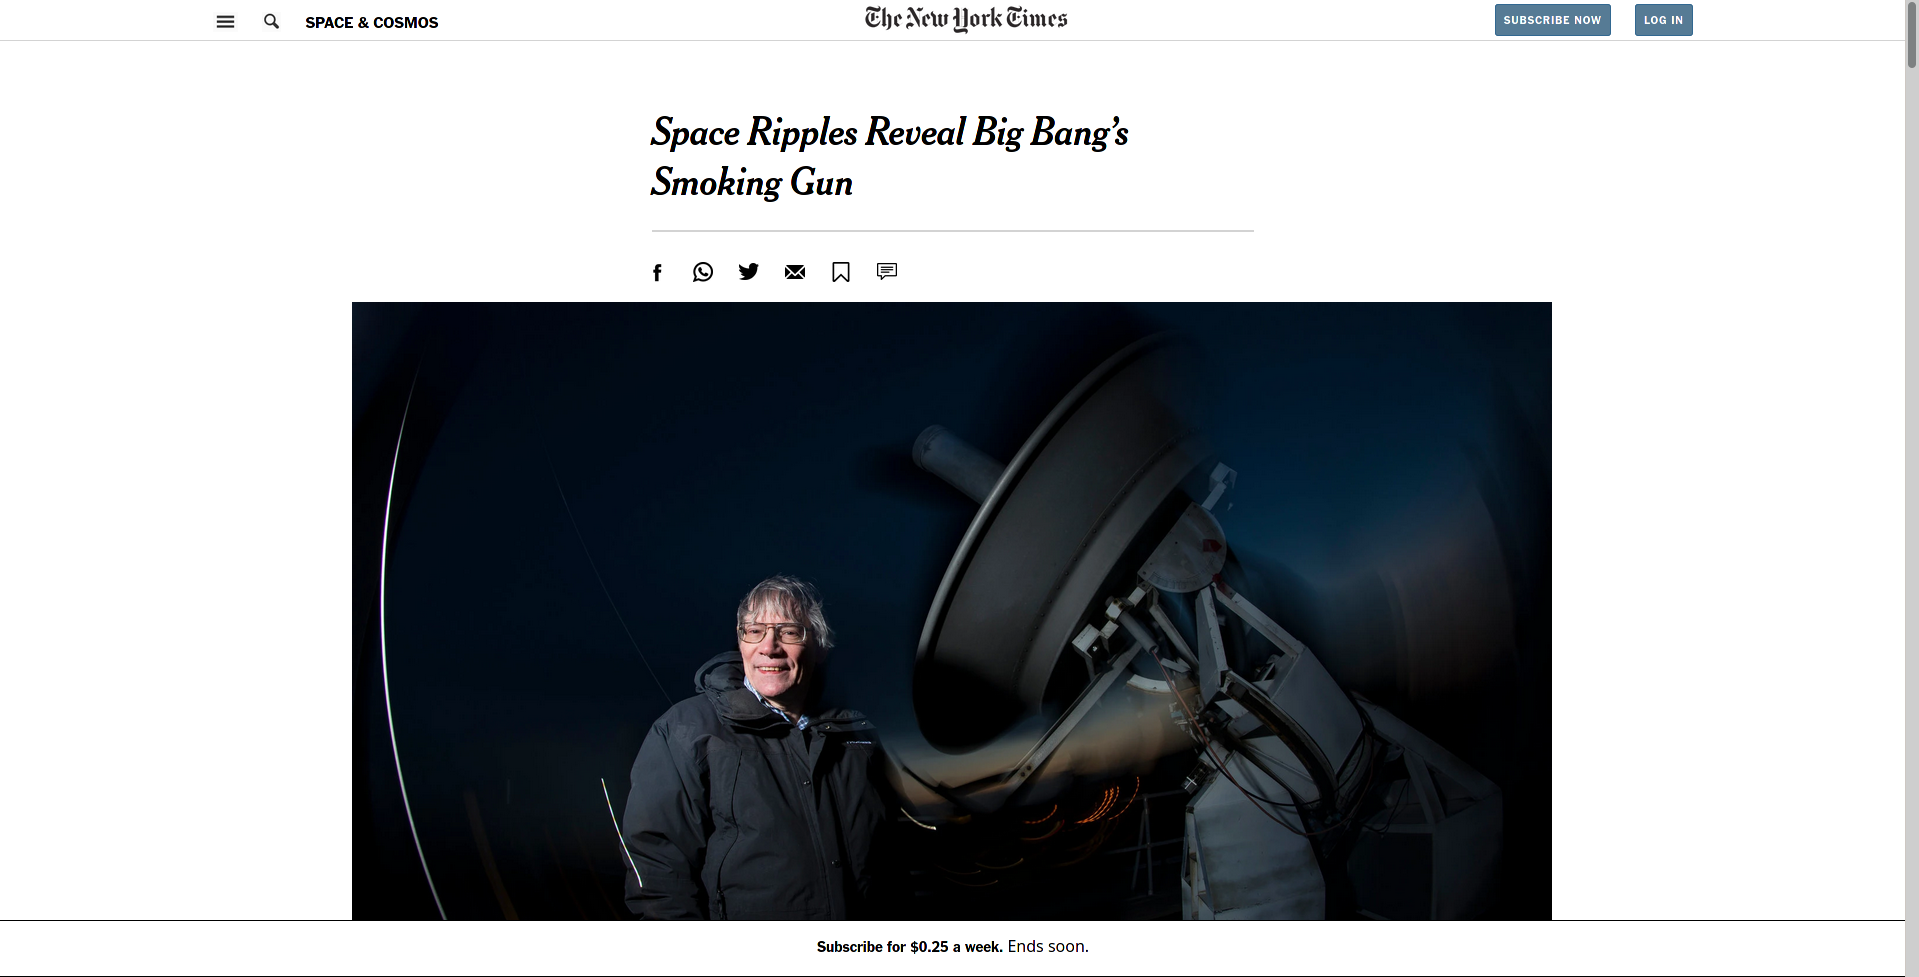 SPACE & COSMOS
The New York Times
SUBSCRIBE NOW
LOG IN
Space Ripples Reveal Big Bang’s
Smoking Gun
Subscribe for $0.25 a week. Ends soon.